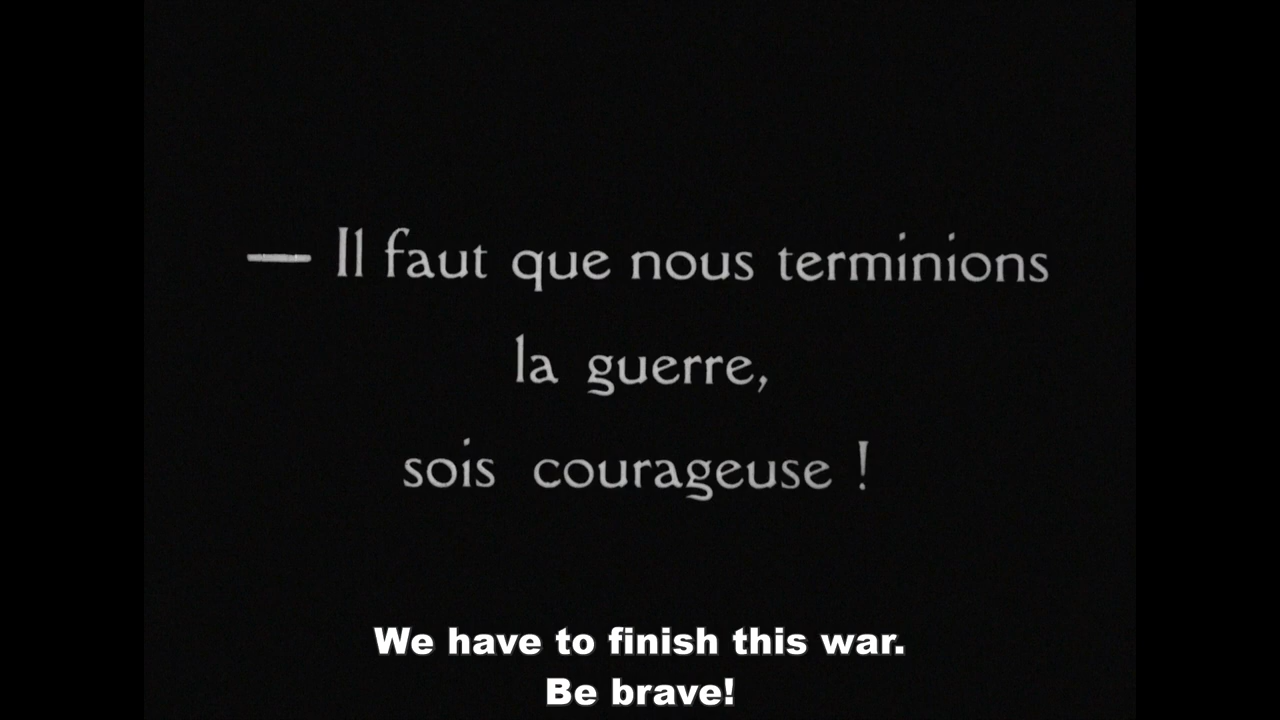 — Il faut que nous terminions
la guerre,
sois courageuse !
We have to finish this war.
Be brave!